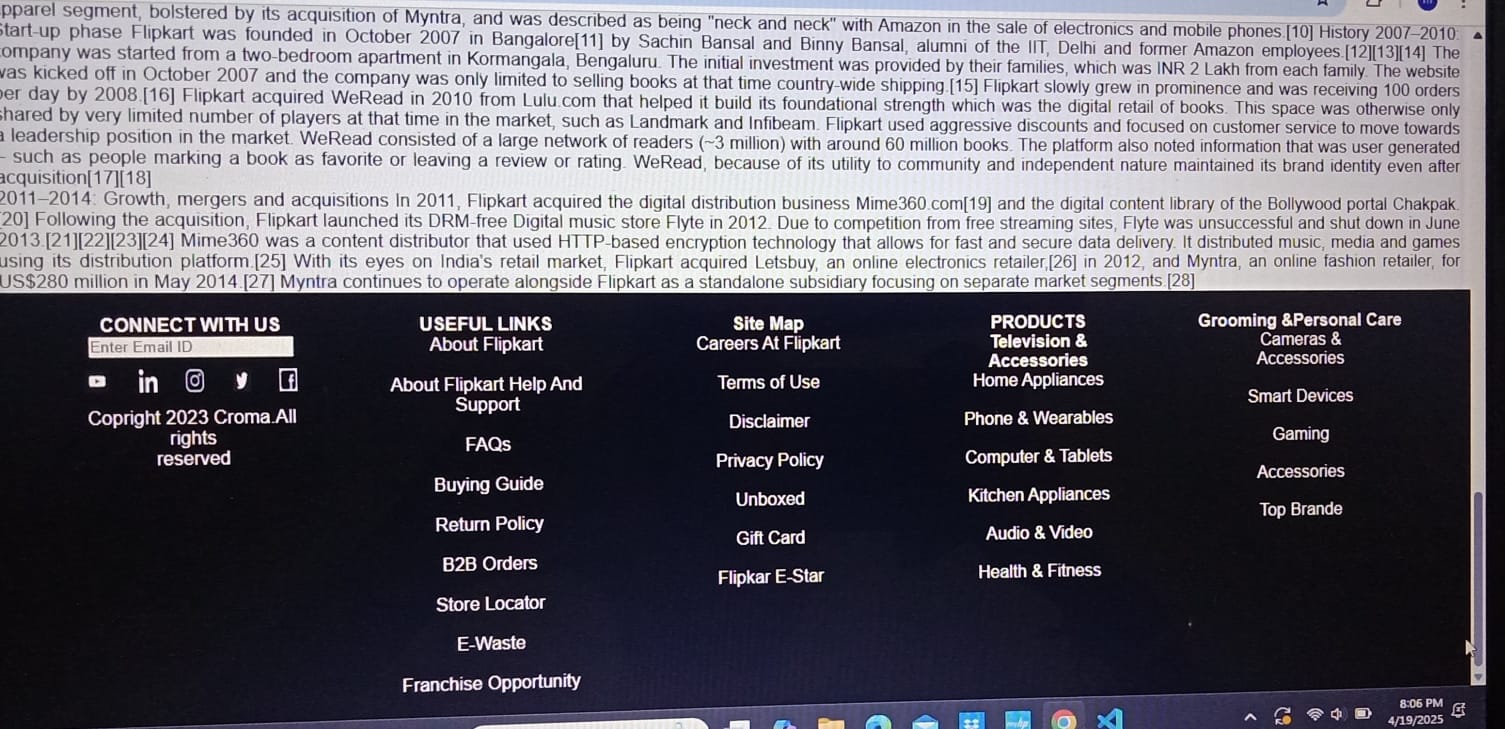 pparel segment, bolstered by its acquisition of Myntra, and was described as being "neck and neck" with Amazon in the sale of electronics and mobile phones.[10] History 2007–2010:
Start-up phase Flipkart was founded in October 2007 in Bangalore[11] by Sachin Bansal and Binny Bansal, alumni of the IIT, Delhi and former Amazon employees.[12][13][14] The
company was started from a two-bedroom apartment in Kormangala, Bengaluru. The initial investment was provided by their families, which was INR 2 Lakh from each family. The website
was kicked off in October 2007 and the company was only limited to selling books at that time country-wide shipping.[15] Flipkart slowly grew in prominence and was receiving 100 orders
per day by 2008.[16] Flipkart acquired WeRead in 2010 from Lulu.com that helped it build its foundational strength which was the digital retail of books. This space was otherwise only
shared by very limited number of players at that time in the market, such as Landmark and Infibeam. Flipkart used aggressive discounts and focused on customer service to move towards
a leadership position in the market. WeRead consisted of a large network of readers (~3 million) with around 60 million books. The platform also noted information that was user generated
– such as people marking a book as favorite or leaving a review or rating. WeRead, because of its utility to community and independent nature maintained its brand identity even after
acquisition[17][18]
2011–2014: Growth, mergers and acquisitions In 2011, Flipkart acquired the digital distribution business Mime360.com[19] and the digital content library of the Bollywood portal Chakpak.
[20] Following the acquisition, Flipkart launched its DRM-free Digital music store Flyte in 2012. Due to competition from free streaming sites, Flyte was unsuccessful and shut down in June
2013.[21][22][23][24] Mime360 was a content distributor that used HTTP-based encryption technology that allows for fast and secure data delivery. It distributed music, media and games
using its distribution platform.[25] With its eyes on India's retail market, Flipkart acquired Letsbuy, an online electronics retailer,[26] in 2012, and Myntra, an online fashion retailer, for
US$280 million in May 2014.[27] Myntra continues to operate alongside Flipkart as a standalone subsidiary focusing on separate market segments.[28]
CONNECT WITH US
Enter Email ID
in
Copright 2023 Croma.All
rights
reserved
USEFUL LINKS
About Flipkart
About Flipkart Help And
Support
FAQs
Buying Guide
Return Policy
B2B Orders
Store Locator
E-Waste
Franchise Opportunity
Site Map
Careers At Flipkart
Terms of Use
Disclaimer
Privacy Policy
Unboxed
Gift Card
Flipkar E-Star
PRODUCTS
Television &
Accessories
Home Appliances
Phone & Wearables
Computer & Tablets
Kitchen Appliances
Audio & Video
Health & Fitness
Grooming &Personal Care
Cameras &
Accessories
Smart Devices
Gaming
Accessories
Top Brande
8:06 PM
4/19/2025